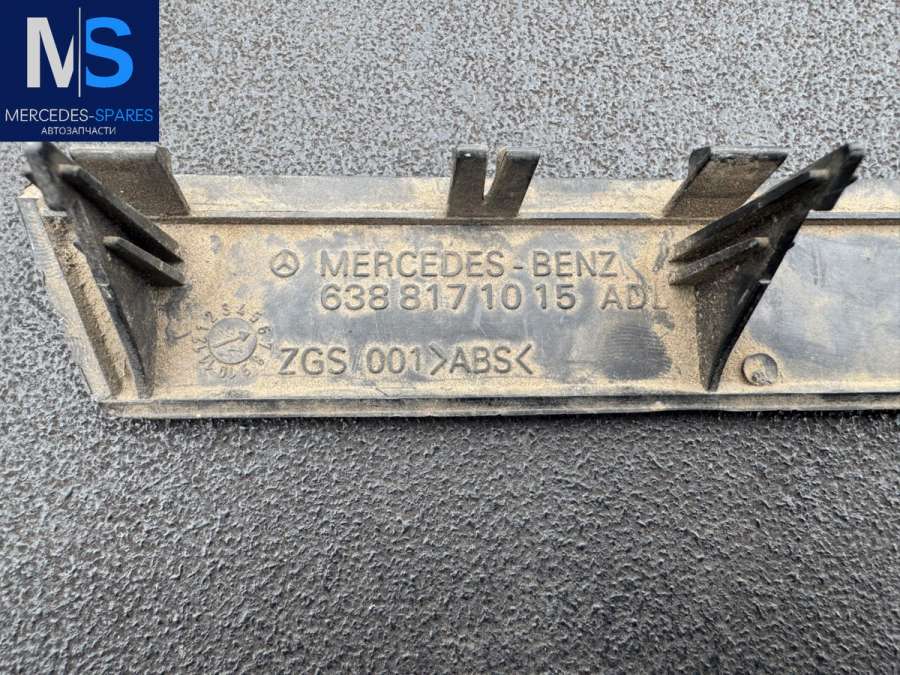 MS
MERCEDES-SPARES
АВТОЗАПЧАСТИ
MERCEDES-BENZ
638 817 10 15 ADL
ZGS 001 >ABS<